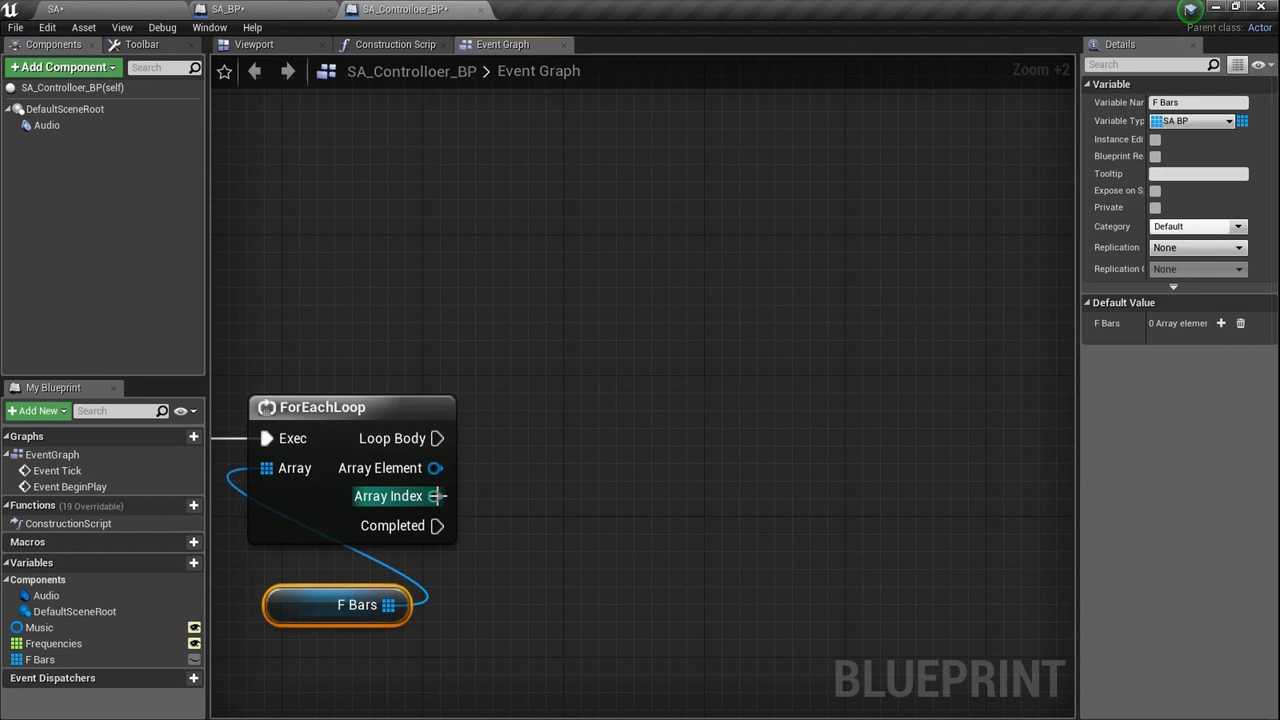 SA*
SA_BP*
SA_Controlloer_BP*
File Edit Asset View Debug Window Help
Parent class: Actor
Components
Toolbar
Viewport
Construction Scrip
Event Graph
Details
+Add Component
Search
SA_Controlloer_BP > Event Graph
Zoom +2
Search
SA_Controlloer_BP(self)
DefaultSceneRoot
Audio
Variable
Variable Nar F Bars
Variable Typ SA BP
Instance Edi
Blueprint Re
Tooltip
Expose on S
Private
Category Default
Replication None
Replication C None
Default Value
F Bars 0 Array elemer
My Blueprint
+Add New
Search
Graphs
EventGraph
Event Tick
Event BeginPlay
Functions (19 Overridable)
ConstructionScript
Macros
Variables
Components
Audio
DefaultSceneRoot
Music
Frequencies
F Bars
Event Dispatchers
ForEachLoop
Exec Loop Body
Array Array Element
Array Index
Completed
F Bars
BLUEPRINT